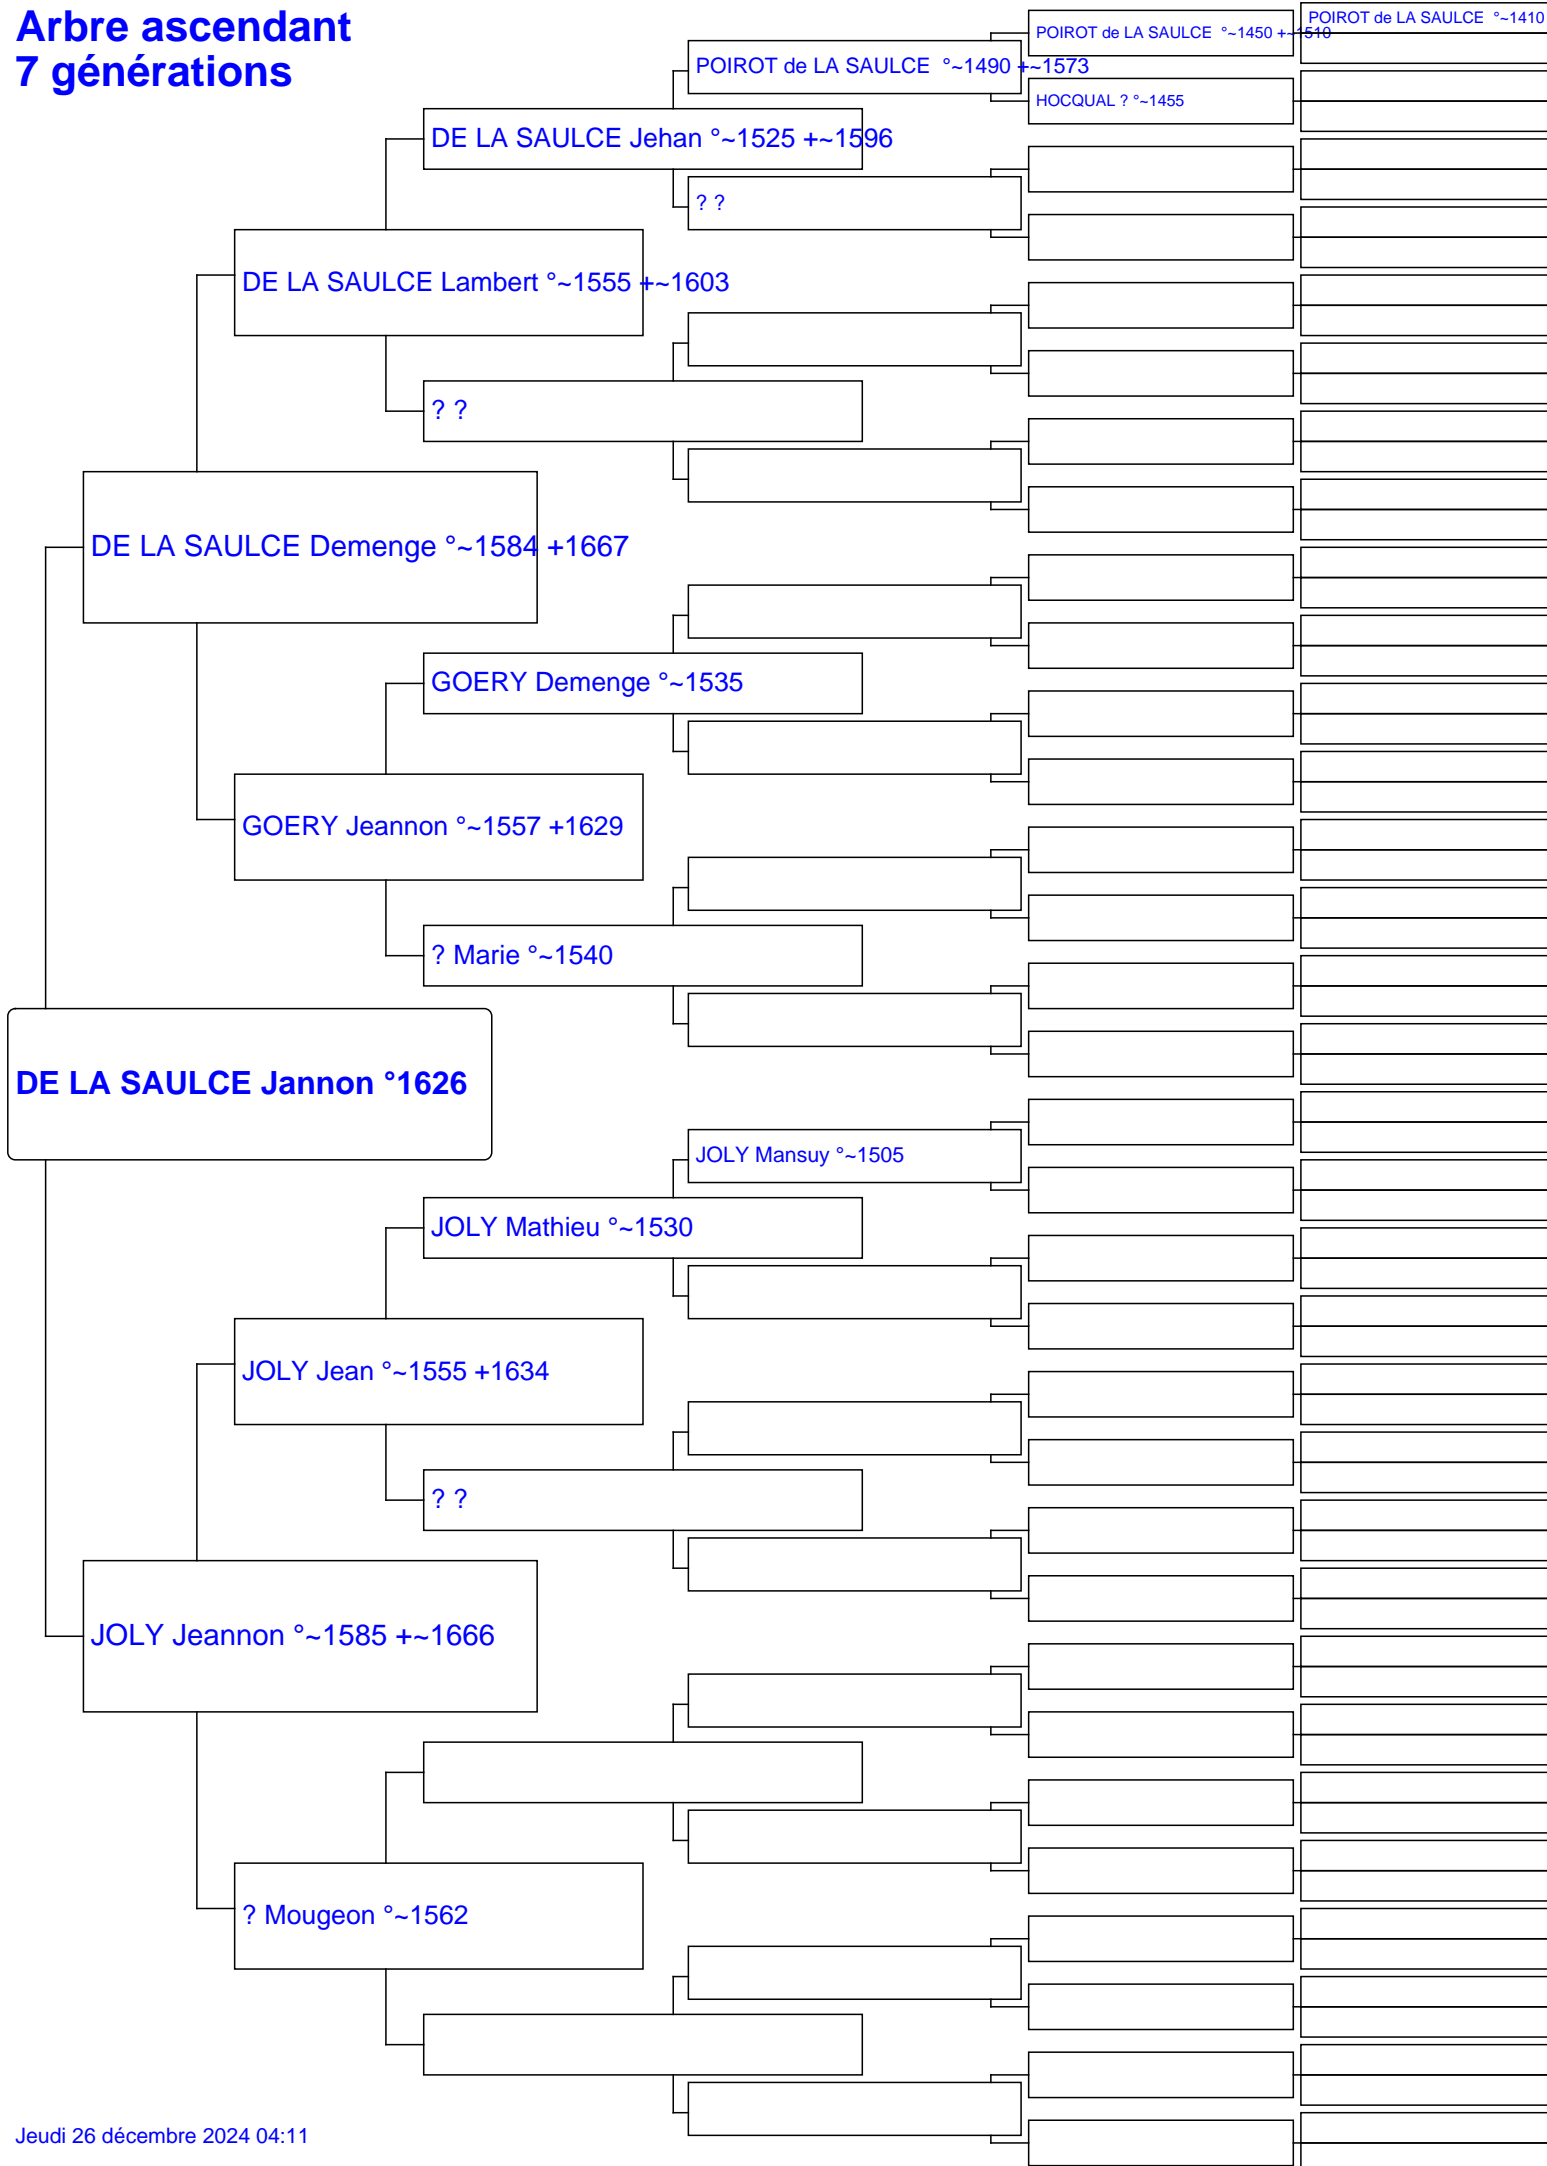 Arbre ascendant
7 générations
POIROT de LA SAULCE °~1410
POIROT de LA SAULCE °~1450 +~1510
POIROT de LA SAULCE °~1490 +~1573
HOCQUAL ? °~1455
DE LA SAULCE Jehan °~1525 +~1596
? ?
DE LA SAULCE Lambert °~1555 +~1603
? ?
DE LA SAULCE Demenge °~1584 +1667
GOERY Demenge °~1535
GOERY Jeannon °~1557 +1629
? Marie °~1540
DE LA SAULCE Jannon °1626
JOLY Mansuy °~1505
JOLY Mathieu °~1530
JOLY Jean °~1555 +1634
? ?
JOLY Jeannon °~1585 +~1666
? Mougeon °~1562
Jeudi 26 décembre 2024 04:11